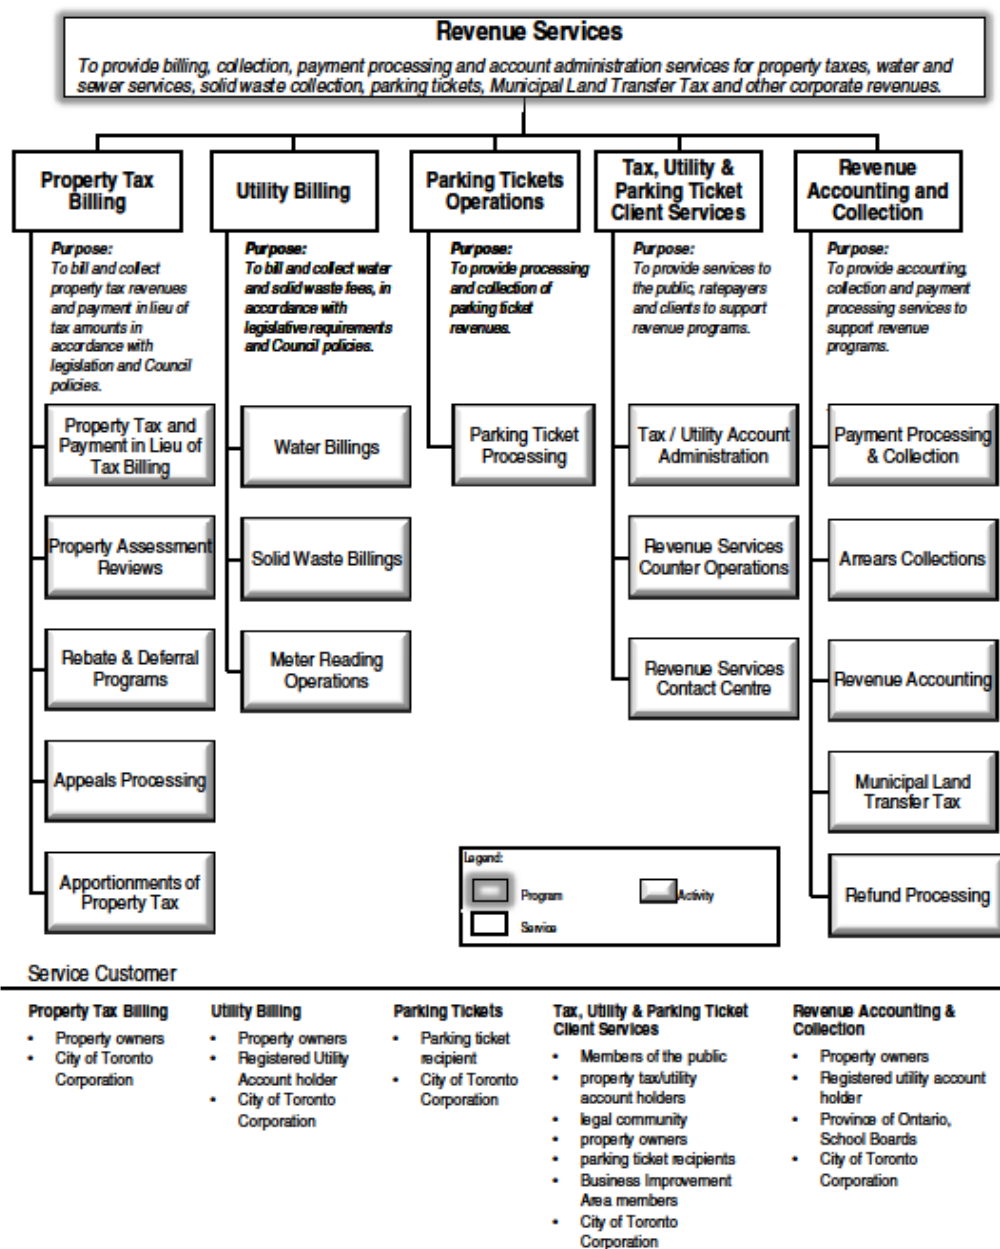 Revenue Services
To provide billing, collection, payment processing and account administration services for property taxes, water and
sewer services, solid waste collection, parking tickets, Municipal Land Transfer Tax and other corporate revenues.
Property Tax
Billing
Purpose:
To bill and collect
property tax revenues
and payment in lieu of
tax amounts in
accordance with
legislation and Council
policies.
Property Tax and
Payment in Lieu of
Tax Billing
Property Assessment
Reviews
Rebate & Deferral
Programs
Appeals Processing
Apportionments of
Property Tax
Utility Billing
Purpose:
To bill and collect water
and solid waste fees, in
accordance with
legislative requirements
and Council policies.
Water Billings
Solid Waste Billings
Meter Reading
Operations
Parking Tickets
Operations
Purpose:
To provide processing
and collection of
parking ticket
revenues.
Parking Ticket
Processing
Tax, Utility &
Parking Ticket
Client Services
Purpose:
To provide services to
the public, ratepayers
and clients to support
revenue programs.
Tax / Utility Account
Administration
Revenue Services
Counter Operations
Revenue Services
Contact Centre
Revenue
Accounting and
Collection
Purpose:
To provide accounting,
collection and payment
processing services to
support revenue
programs.
Payment Processing
& Collection
Arrears Collections
Revenue Accounting
Municipal Land
Transfer Tax
Refund Processing
Legend:
Program
Activity
Service
Service Customer
Property Tax Billing
• Property owners
• City of Toronto
Corporation
Utility Billing
• Property owners
• Registered Utility
Account holder
• City of Toronto
Corporation
Parking Tickets
• Parking ticket
recipient
• City of Toronto
Corporation
Tax, Utility & Parking Ticket
Client Services
• Members of the public
• property tax/utility
account holders
• legal community
• property owners
• parking ticket recipients
• Business Improvement
Area members
• City of Toronto
Corporation
Revenue Accounting &
Collection
• Property owners
• Registered utility account
holder
• Province of Ontario,
School Boards
• City of Toronto
Corporation